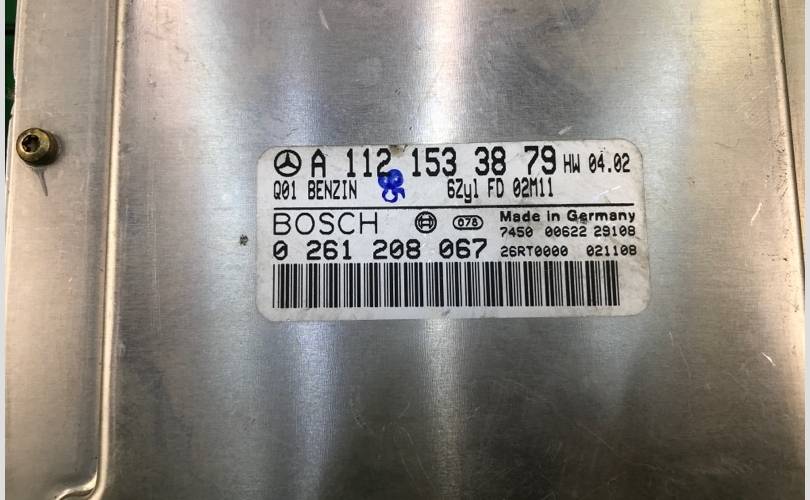 A 112 153 38 79 HW 04.02
Q01 BENZIN 6Zyl FD 02M11
BOSCH 078 Made in Germany
7450 00622 29108
0 261 208 067 26RT0000 021108